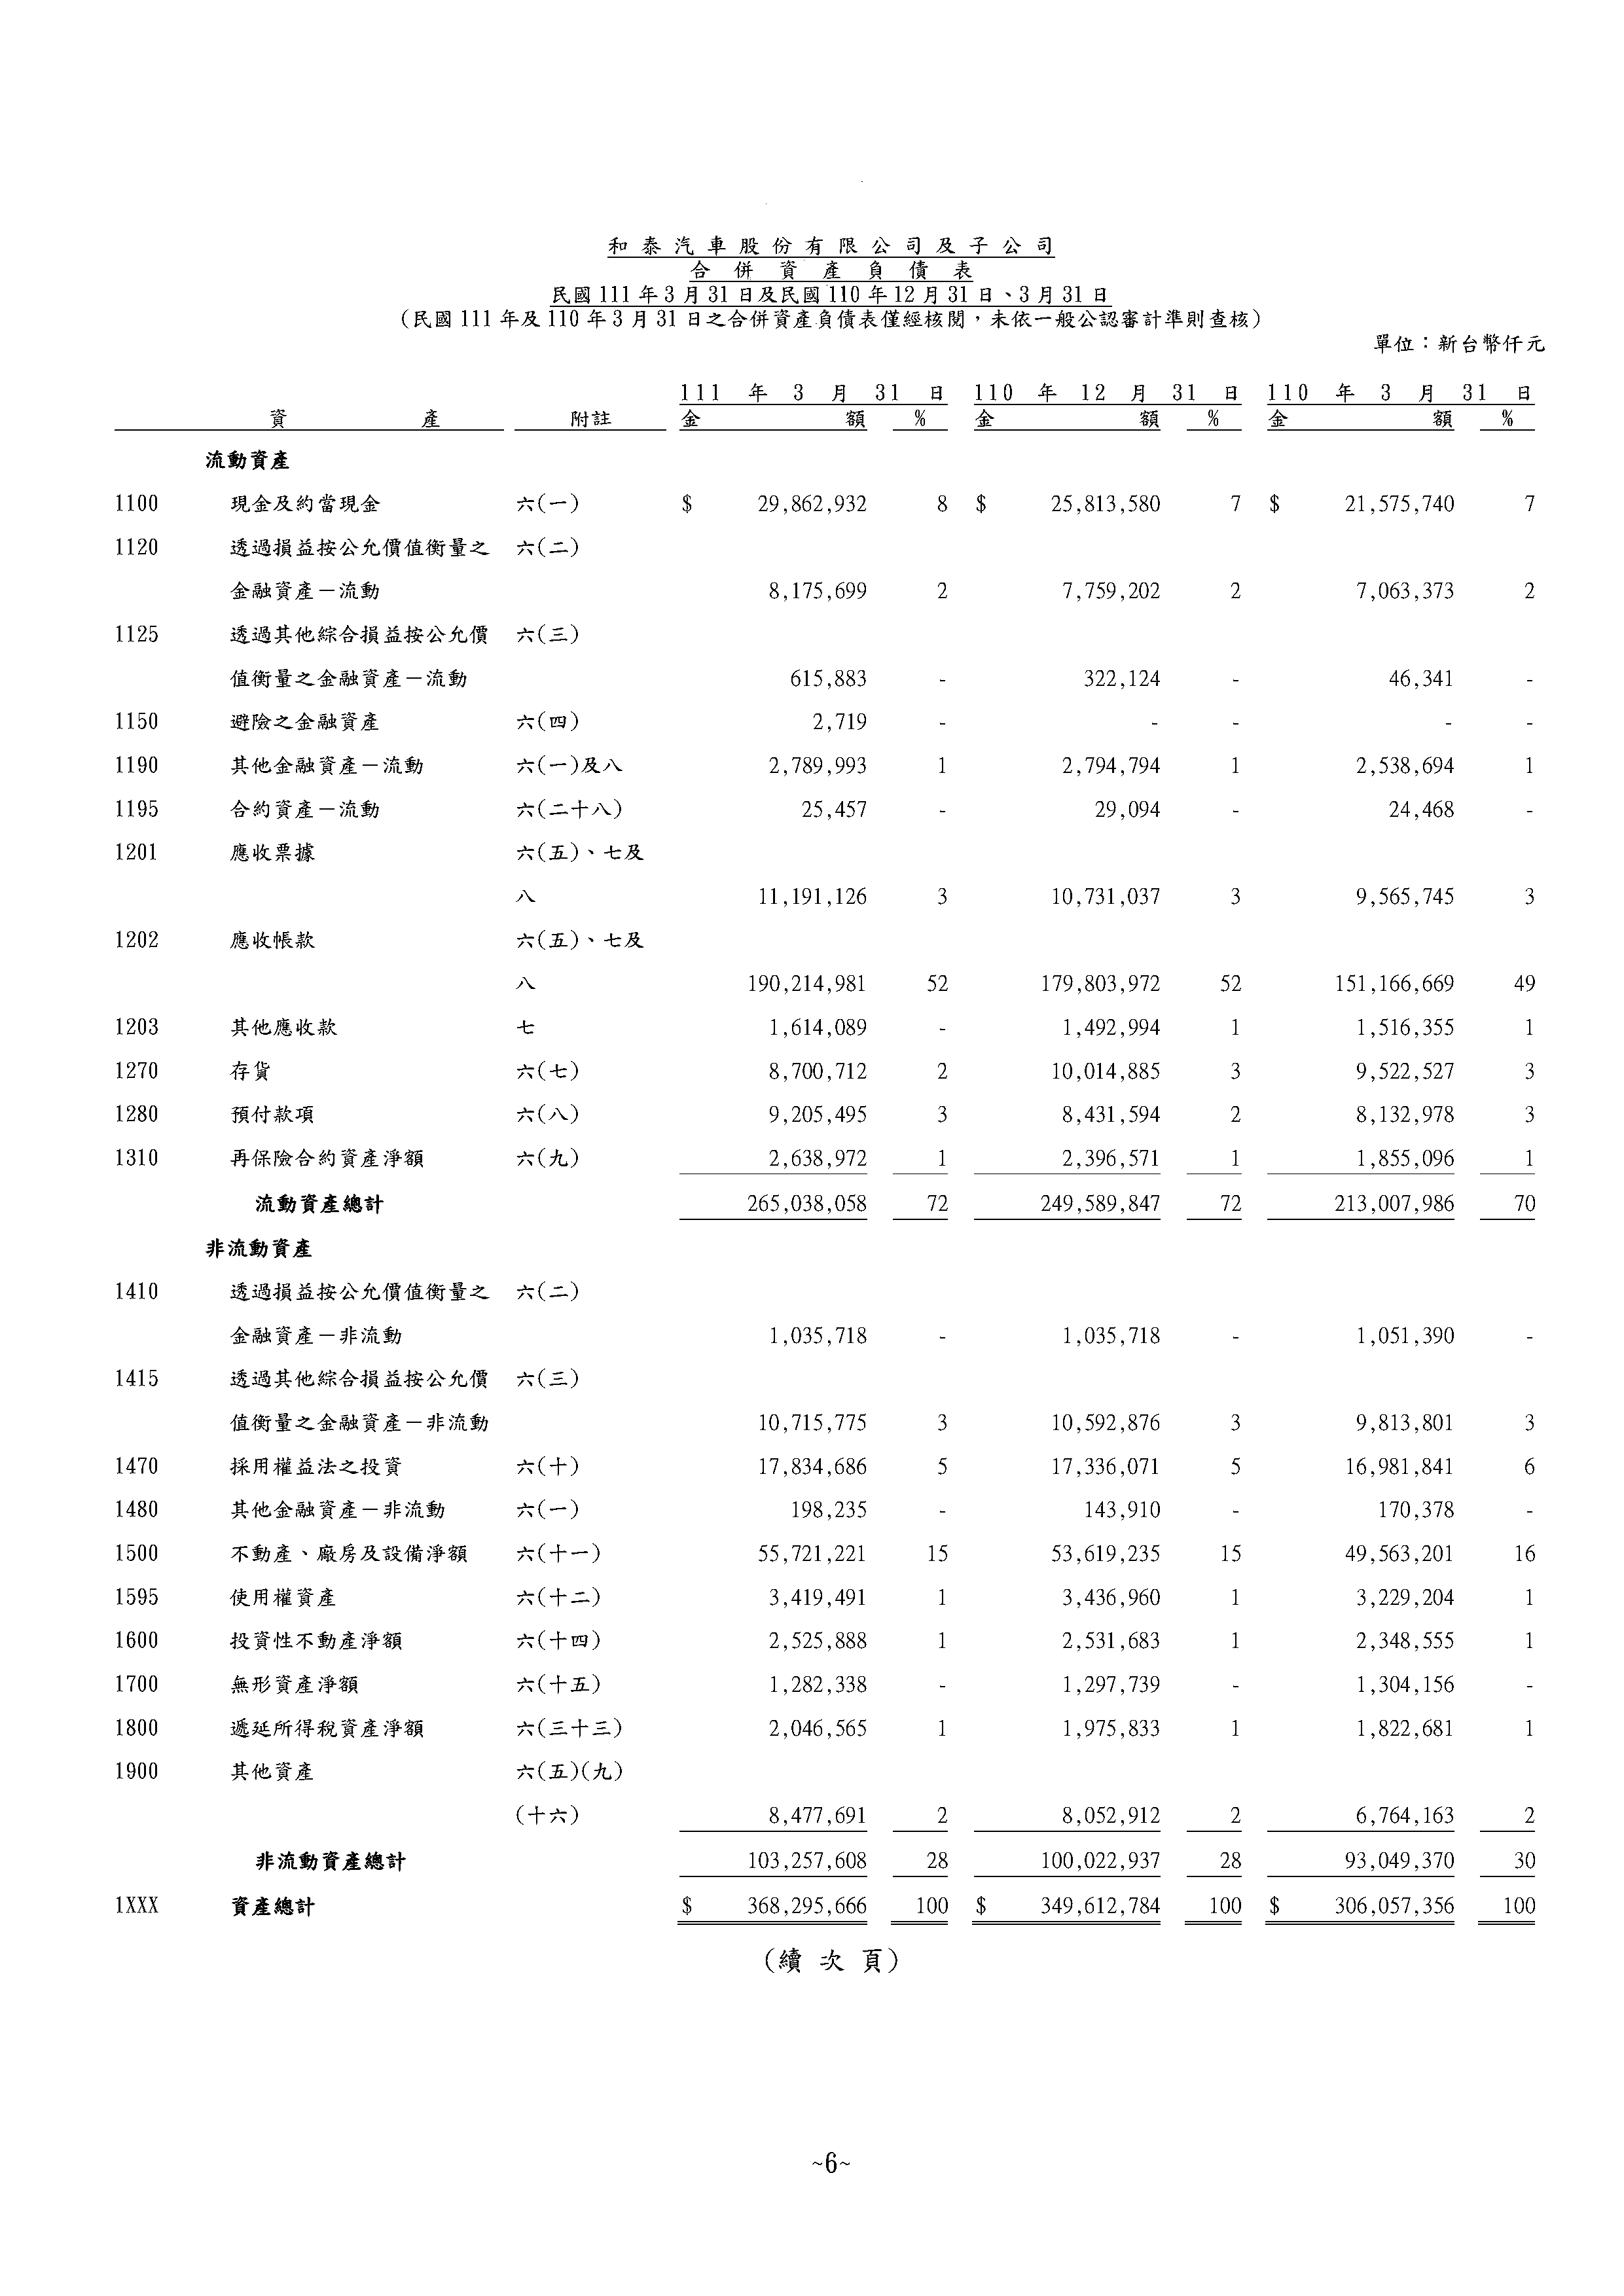 和泰汽車股份有限公司及子公司
合併資產負債表
民國111年3月31日及民國110年12月31日、3月31日
(民國111年及110年3月31日之合併資產負債表僅經核閱，未依一般公認審計準則查核)
單位：新台幣仟元
111年3月31日 110年12月31日 110年3月31日
資產 附註 金額 % 金額 % 金額 %
流動資產
1100 現金及約當現金 六(一) $ 29,862,932 8 $ 25,813,580 7 $ 21,575,740 7
1120 透過損益按公允價值衡量之 六(二)
金融資產－流動 8,175,699 2 7,759,202 2 7,063,373 2
1125 透過其他綜合損益按公允價 六(三)
值衡量之金融資產－流動 615,883 - 322,124 - 46,341 -
1150 避險之金融資產 六(四) 2,719 - - - - -
1190 其他金融資產－流動 六(一)及八 2,789,993 1 2,794,794 1 2,538,694 1
1195 合約資產－流動 六(二十八) 25,457 - 29,094 - 24,468 -
1201 應收票據 六(五)、七及
八 11,191,126 3 10,731,037 3 9,565,745 3
1202 應收帳款 六(五)、七及
八 190,214,981 52 179,803,972 52 151,166,669 49
1203 其他應收款 七 1,614,089 - 1,492,994 1 1,516,355 1
1270 存貨 六(七) 8,700,712 2 10,014,885 3 9,522,527 3
1280 預付款項 六(八) 9,205,495 3 8,431,594 2 8,132,978 3
1310 再保險合約資產淨額 六(九) 2,638,972 1 2,396,571 1 1,855,096 1
流動資產總計 265,038,058 72 249,589,847 72 213,007,986 70
非流動資產
1410 透過損益按公允價值衡量之 六(二)
金融資產－非流動 1,035,718 - 1,035,718 - 1,051,390 -
1415 透過其他綜合損益按公允價 六(三)
值衡量之金融資產－非流動 10,715,775 3 10,592,876 3 9,813,801 3
1470 採用權益法之投資 六(十) 17,834,686 5 17,336,071 5 16,981,841 6
1480 其他金融資產－非流動 六(一) 198,235 - 143,910 - 170,378 -
1500 不動產、廠房及設備淨額 六(十一) 55,721,221 15 53,619,235 15 49,563,201 16
1595 使用權資產 六(十二) 3,419,491 1 3,436,960 1 3,229,204 1
1600 投資性不動產淨額 六(十四) 2,525,888 1 2,531,683 1 2,348,555 1
1700 無形資產淨額 六(十五) 1,282,338 - 1,297,739 - 1,304,156 -
1800 遞延所得稅資產淨額 六(三十三) 2,046,565 1 1,975,833 1 1,822,681 1
1900 其他資產 六(五)(九)
(十六) 8,477,691 2 8,052,912 2 6,764,163 2
非流動資產總計 103,257,608 28 100,022,937 28 93,049,370 30
1XXX 資產總計 $ 368,295,666 100 $ 349,612,784 100 $ 306,057,356 100
(續次頁)
~6~